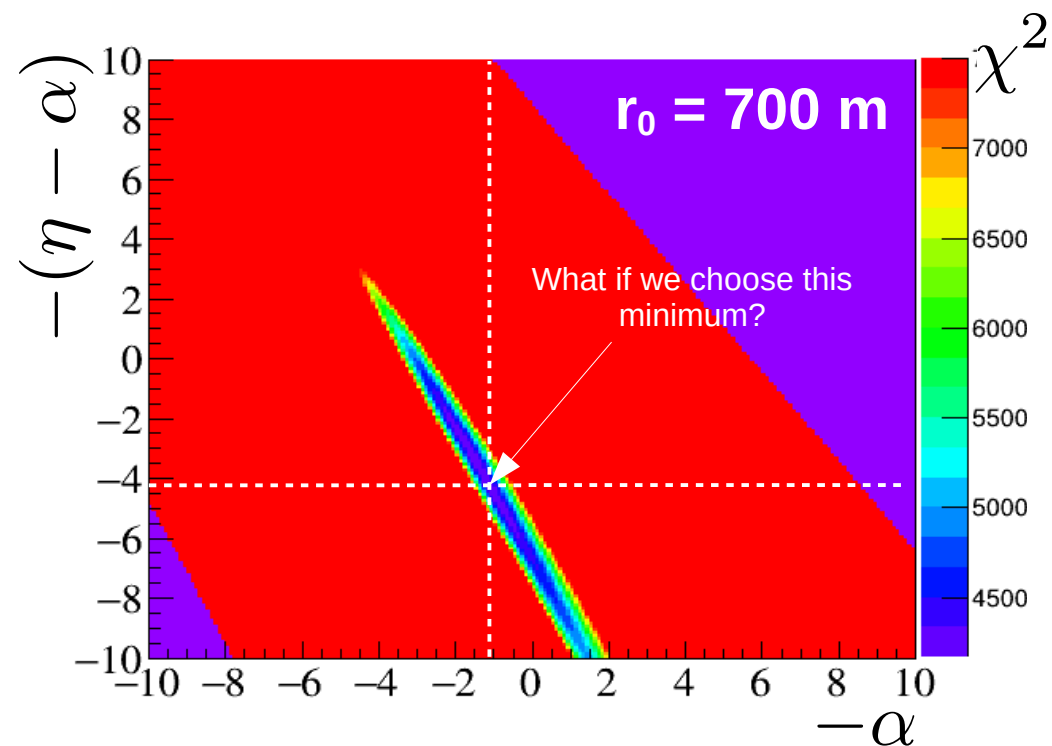 χ²
r₀ = 700 m
What if we choose this
minimum?
−(η − α)
10
8
6
4
2
0
−2
−4
−6
−8
−10
−10 −8 −6 −4 −2 0 2 4 6 8 10
−α
7000
6500
6000
5500
5000
4500